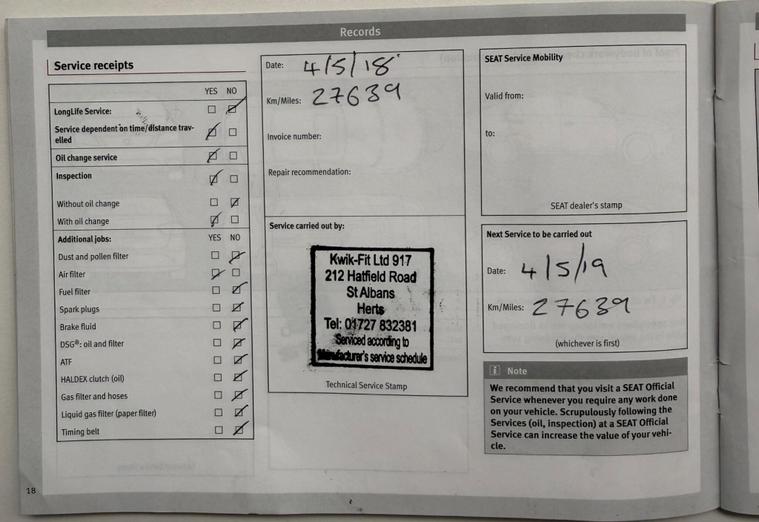 Records
Service receipts
YES NO
LongLife Service:
Service dependent on time/distance trav-
elled
Oil change service
Inspection
Without oil change
With oil change
Additional jobs: YES NO
Dust and pollen filter
Air filter
Fuel filter
Spark plugs
Brake fluid
DSG®: oil and filter
ATF
HALDEX clutch (oil)
Gas filter and hoses
Liquid gas filter (paper filter)
Timing belt
Date: 4/5/18
Km/Miles: 27639
Invoice number:
Repair recommendation:
Service carried out by:
Kwik-Fit Ltd 917
212 Hatfield Road
St Albans
Herts
Tel: 01727 832381
Serviced according to
Manufacturer's service schedule
Technical Service Stamp
SEAT Service Mobility
Valid from:
to:
SEAT dealer's stamp
Next Service to be carried out
Date: 4/5/19
Km/Miles: 27639
(whichever is first)
Note
We recommend that you visit a SEAT Official
Service whenever you require any work done
on your vehicle. Scrupulously following the
Services (oil, inspection) at a SEAT Official
Service can increase the value of your vehi-
cle.
18